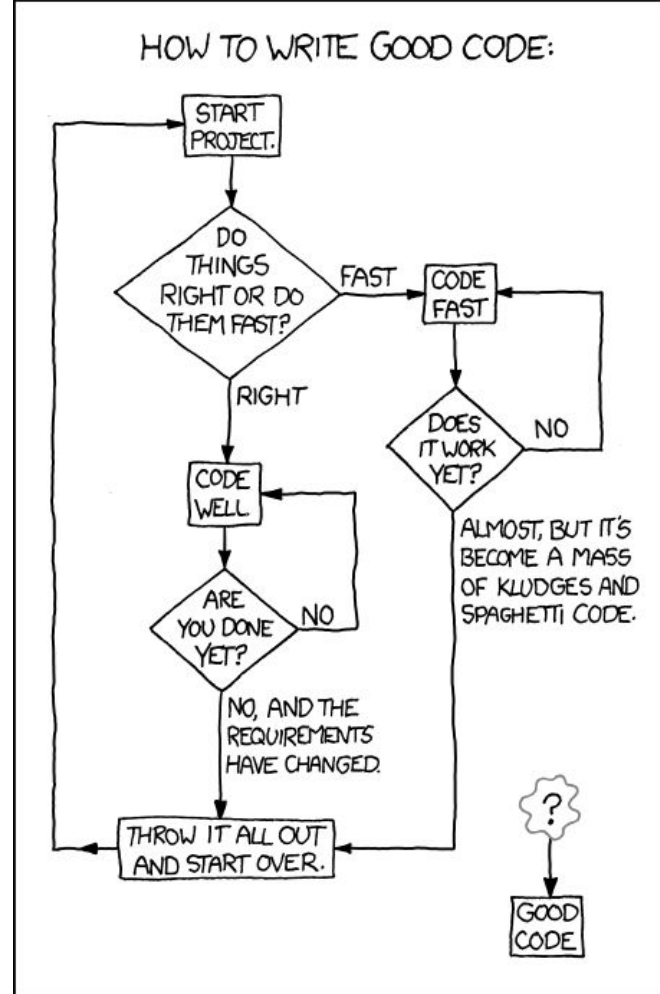 HOW TO WRITE GOOD CODE:
START
PROJECT.
DO
THINGS
RIGHT OR DO
THEM FAST?
FAST
CODE
FAST
RIGHT
DOES
IT WORK
YET?
NO
CODE
WELL.
ALMOST, BUT IT'S
BECOME A MASS
OF KLUDGES AND
SPAGHETTI CODE.
ARE
YOU DONE
YET?
NO
NO, AND THE
REQUIREMENTS
HAVE CHANGED.
THROW IT ALL OUT
AND START OVER.
?
GOOD
CODE